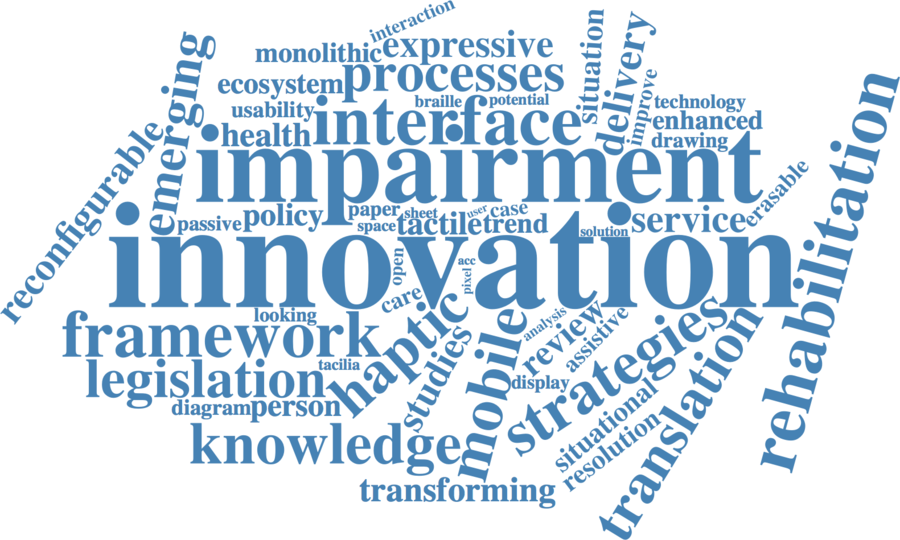 interaction
monolithic
expressive
situation
delivery
emerging
ecosystem
processes
usability
braille
potential
improve
technology
health
interface
enhanced
drawing
reconfigurable
impairment
erasable
rehabilitation
passive
policy
paper
sheet
user
case
space
tactile
trend
solution
service
innovation
open
acc
pixel
care
looking
framework
haptic
studies
mobile
analysis
review
assistive
strategies
translation
tacilia
legislation
display
diagram
person
situational
resolution
knowledge
transforming